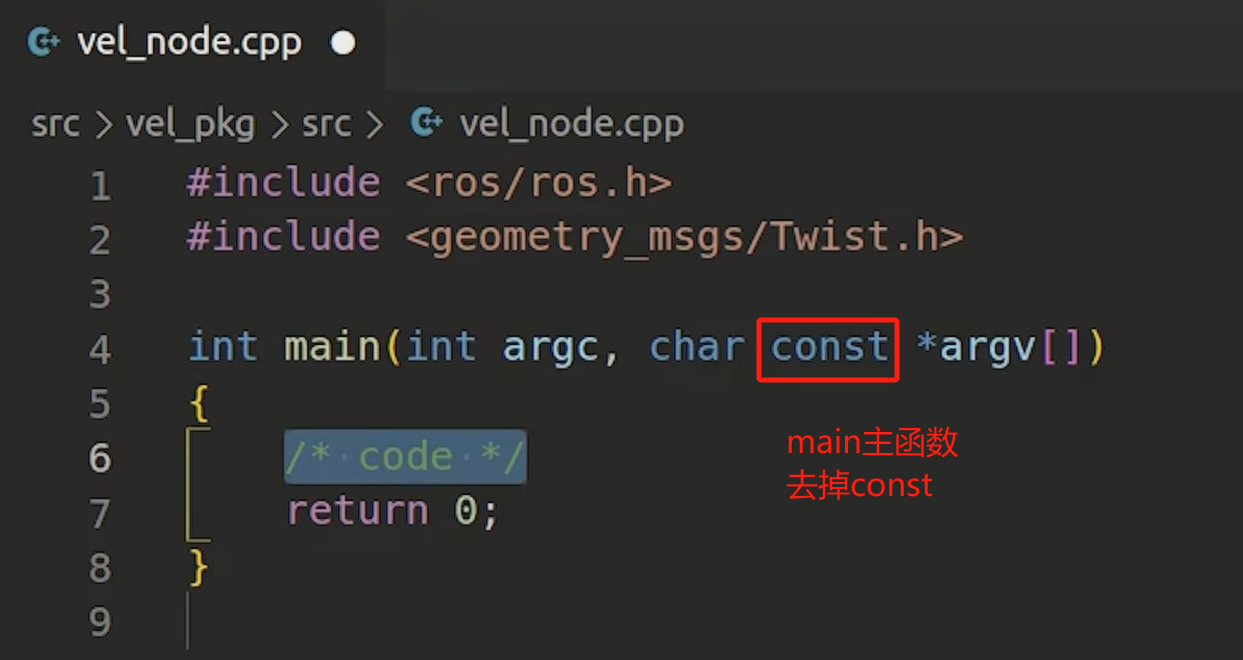 vel_node.cpp
src > vel_pkg > src > vel_node.cpp
1 #include <ros/ros.h>
2 #include <geometry_msgs/Twist.h>
3
4 int main(int argc, char const *argv[])
5 {
6 /* code */
7 return 0;
8 }
9
main主函数
去掉const